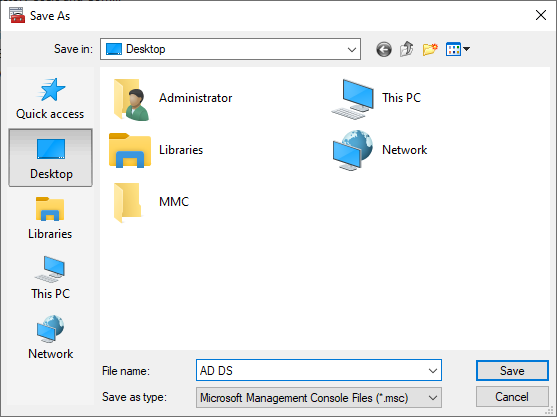 Save As
Save in: Desktop
Quick access
Desktop
Libraries
This PC
Network
Administrator
This PC
Libraries
Network
MMC
File name: AD DS
Save
Save as type: Microsoft Management Console Files (*.msc)
Cancel